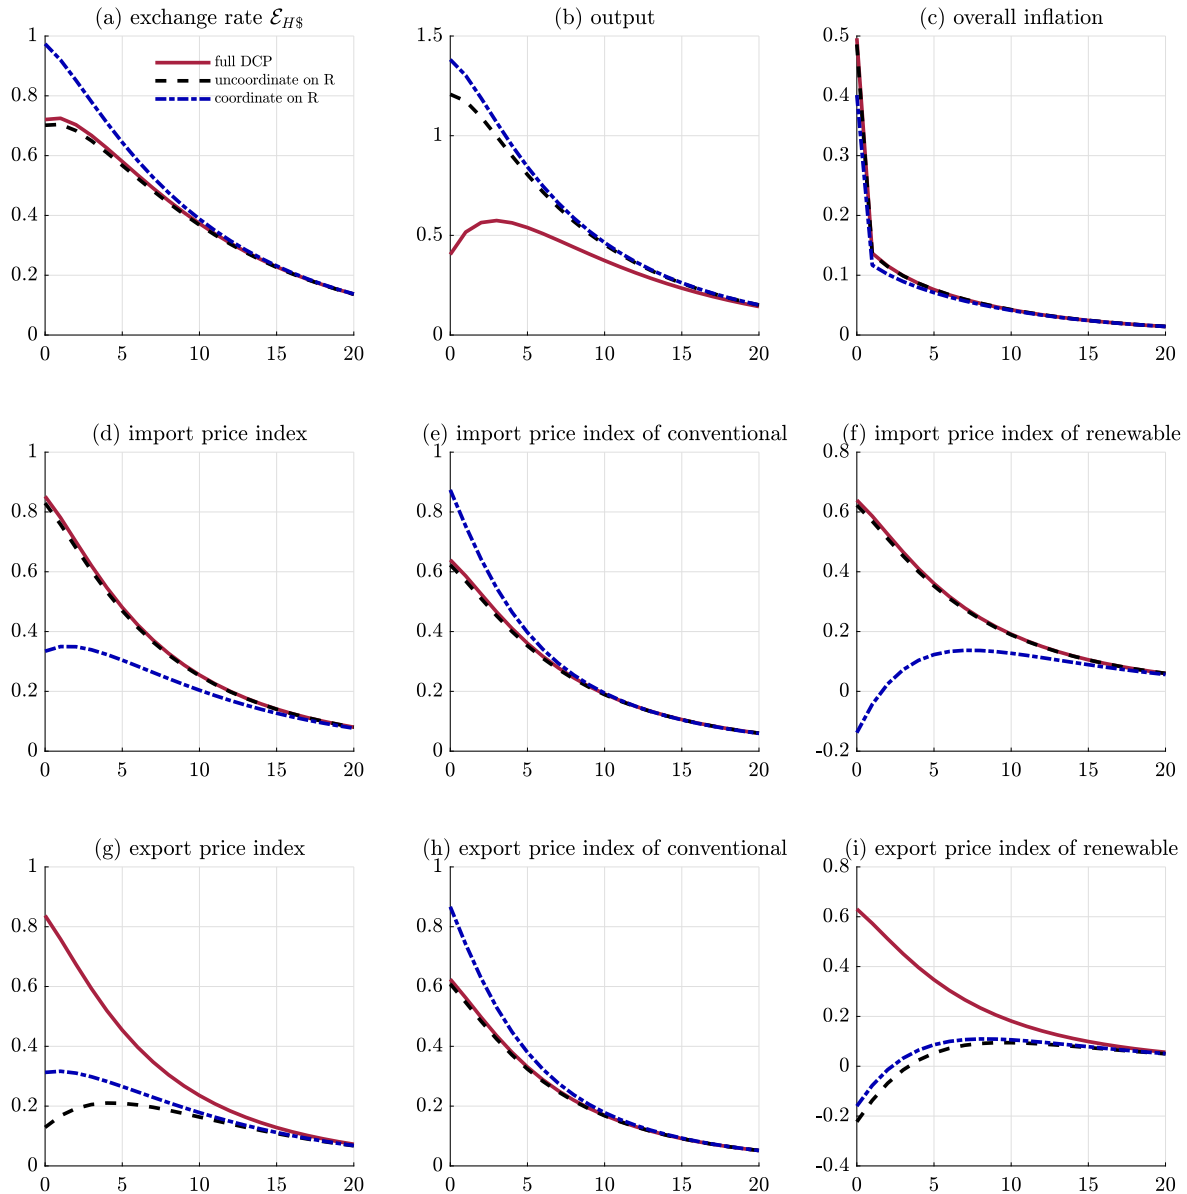 (a) exchange rate ℰ_{H$}
(b) output
(c) overall inflation
full DCP
uncoordinate on R
coordinate on R
1
0.8
0.6
0.4
0.2
0
0 5 10 15 20
1.5
1
0.5
0
0 5 10 15 20
0.5
0.4
0.3
0.2
0.1
0
0 5 10 15 20
(d) import price index
(e) import price index of conventional
(f) import price index of renewable
1
0.8
0.6
0.4
0.2
0
0 5 10 15 20
1
0.8
0.6
0.4
0.2
0
0 5 10 15 20
0.8
0.6
0.4
0.2
0
-0.2
0 5 10 15 20
(g) export price index
(h) export price index of conventional
(i) export price index of renewable
1
0.8
0.6
0.4
0.2
0
0 5 10 15 20
1
0.8
0.6
0.4
0.2
0
0 5 10 15 20
0.8
0.6
0.4
0.2
0
-0.2
-0.4
0 5 10 15 20